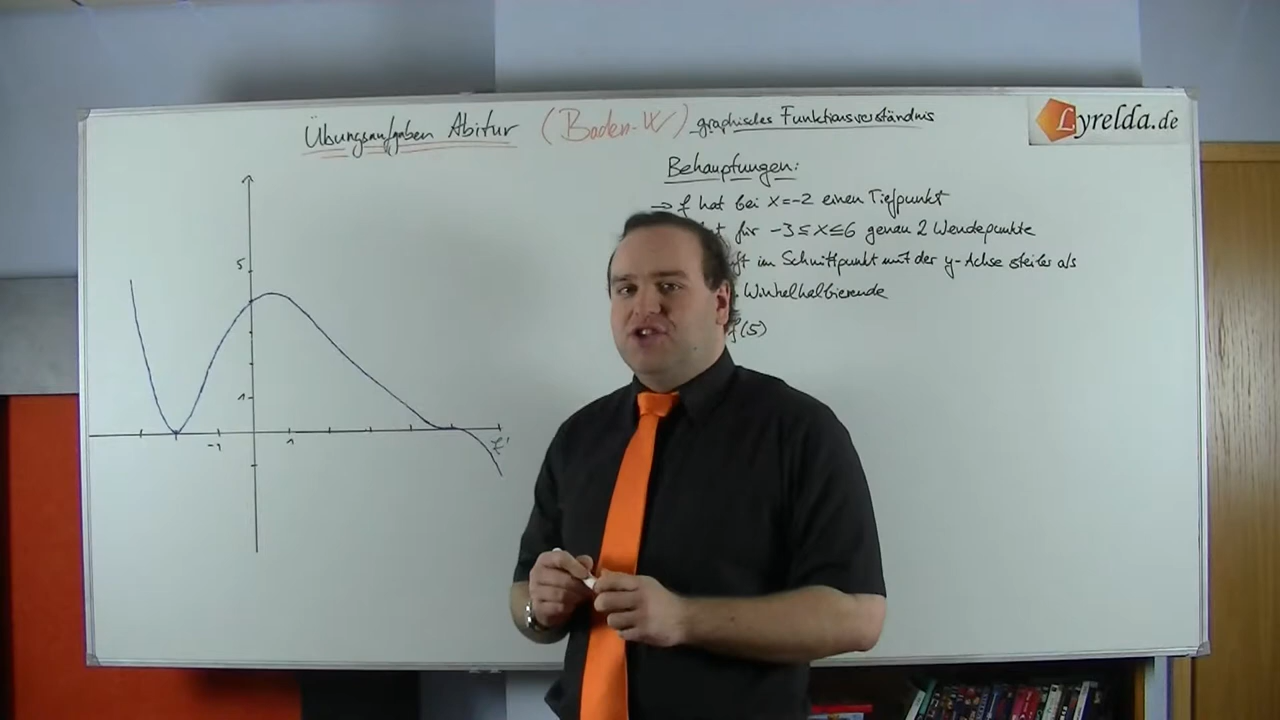 Übungsaufgaben Abitur (Baden-W) graphisches Funktionsverständnis
Lyrelda.de
Behauptungen:
→ f hat bei x=-2 einen Tiefpunkt
für -3≤x≤6 genau 2 Wendepunkte
im Schnittpunkt mit der y-Achse steiler als
Winkelhalbierende
f(5)
5
1
-1
1
f'